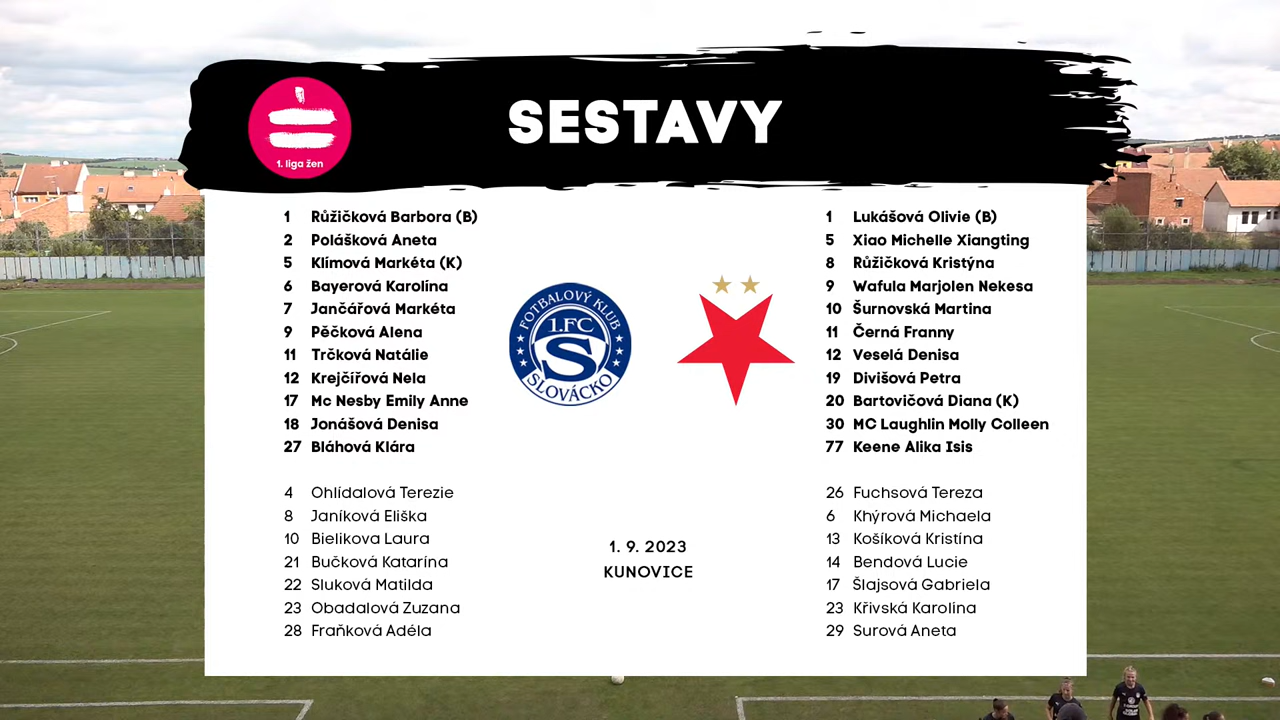 SESTAVY
1. liga žen
1 Růžičková Barbora (B)
2 Polášková Aneta
5 Klímová Markéta (K)
6 Bayerová Karolína
7 Jančářová Markéta
9 Pěčková Alena
11 Trčková Natálie
12 Krejčířová Nela
17 Mc Nesby Emily Anne
18 Jonášová Denisa
27 Bláhová Klára
4 Ohlídalová Terezie
8 Janíková Eliška
10 Bielikova Laura
21 Bučková Katarína
22 Sluková Matilda
23 Obadalová Zuzana
28 Fraňková Adéla
FOTBALOVÝ KLUB
1.FC
S
SLOVÁCKO
1. 9. 2023
KUNOVICE
1 Lukášová Olivie (B)
5 Xiao Michelle Xiangting
8 Růžičková Kristýna
9 Wafula Marjolen Nekesa
10 Šurnovská Martina
11 Černá Franny
12 Veselá Denisa
19 Divišová Petra
20 Bartovičová Diana (K)
30 MC Laughlin Molly Colleen
77 Keene Alika Isis
26 Fuchsová Tereza
6 Khýrová Michaela
13 Košíková Kristína
14 Bendová Lucie
17 Šlajsová Gabriela
23 Křivská Karolína
29 Surová Aneta